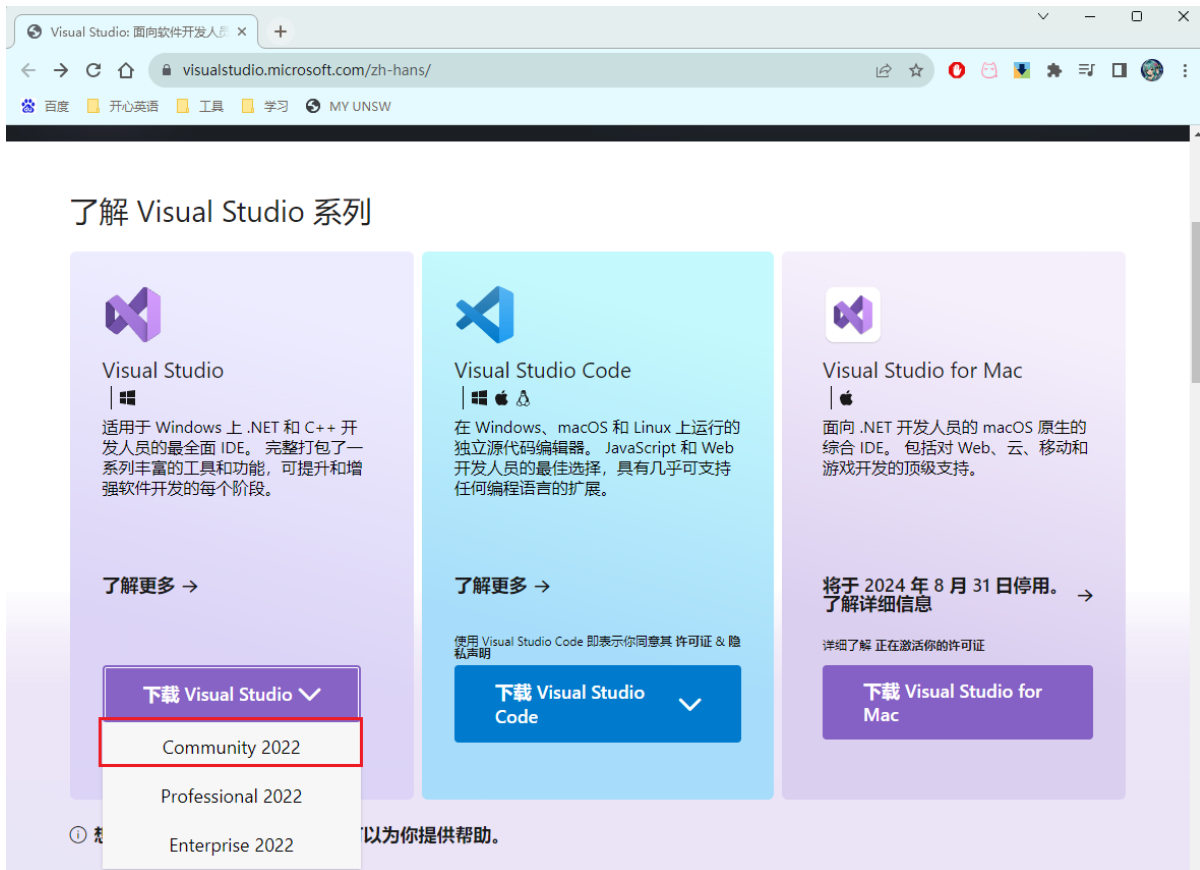 Visual Studio: 面向软件开发人员
visualstudio.microsoft.com/zh-hans/
百度 开心英语 工具 学习 MY UNSW
了解 Visual Studio 系列
Visual Studio
适用于 Windows 上 .NET 和 C++ 开
发人员的最全面 IDE。 完整打包了一
系列丰富的工具和功能，可提升和增
强软件开发的每个阶段。
了解更多 →
下载 Visual Studio
Community 2022
Professional 2022
Enterprise 2022
Visual Studio Code
在 Windows、macOS 和 Linux 上运行的
独立源代码编辑器。 JavaScript 和 Web
开发人员的最佳选择，具有几乎可支持
任何编程语言的扩展。
了解更多 →
使用 Visual Studio Code 即表示你同意其 许可证 & 隐
私声明
下载 Visual Studio
Code
Visual Studio for Mac
面向 .NET 开发人员的 macOS 原生的
综合 IDE。 包括对 Web、云、移动和
游戏开发的顶级支持。
将于 2024 年 8 月 31 日停用。
了解详细信息 →
详细了解 正在激活你的许可证
下载 Visual Studio for
Mac
想 以为你提供帮助。